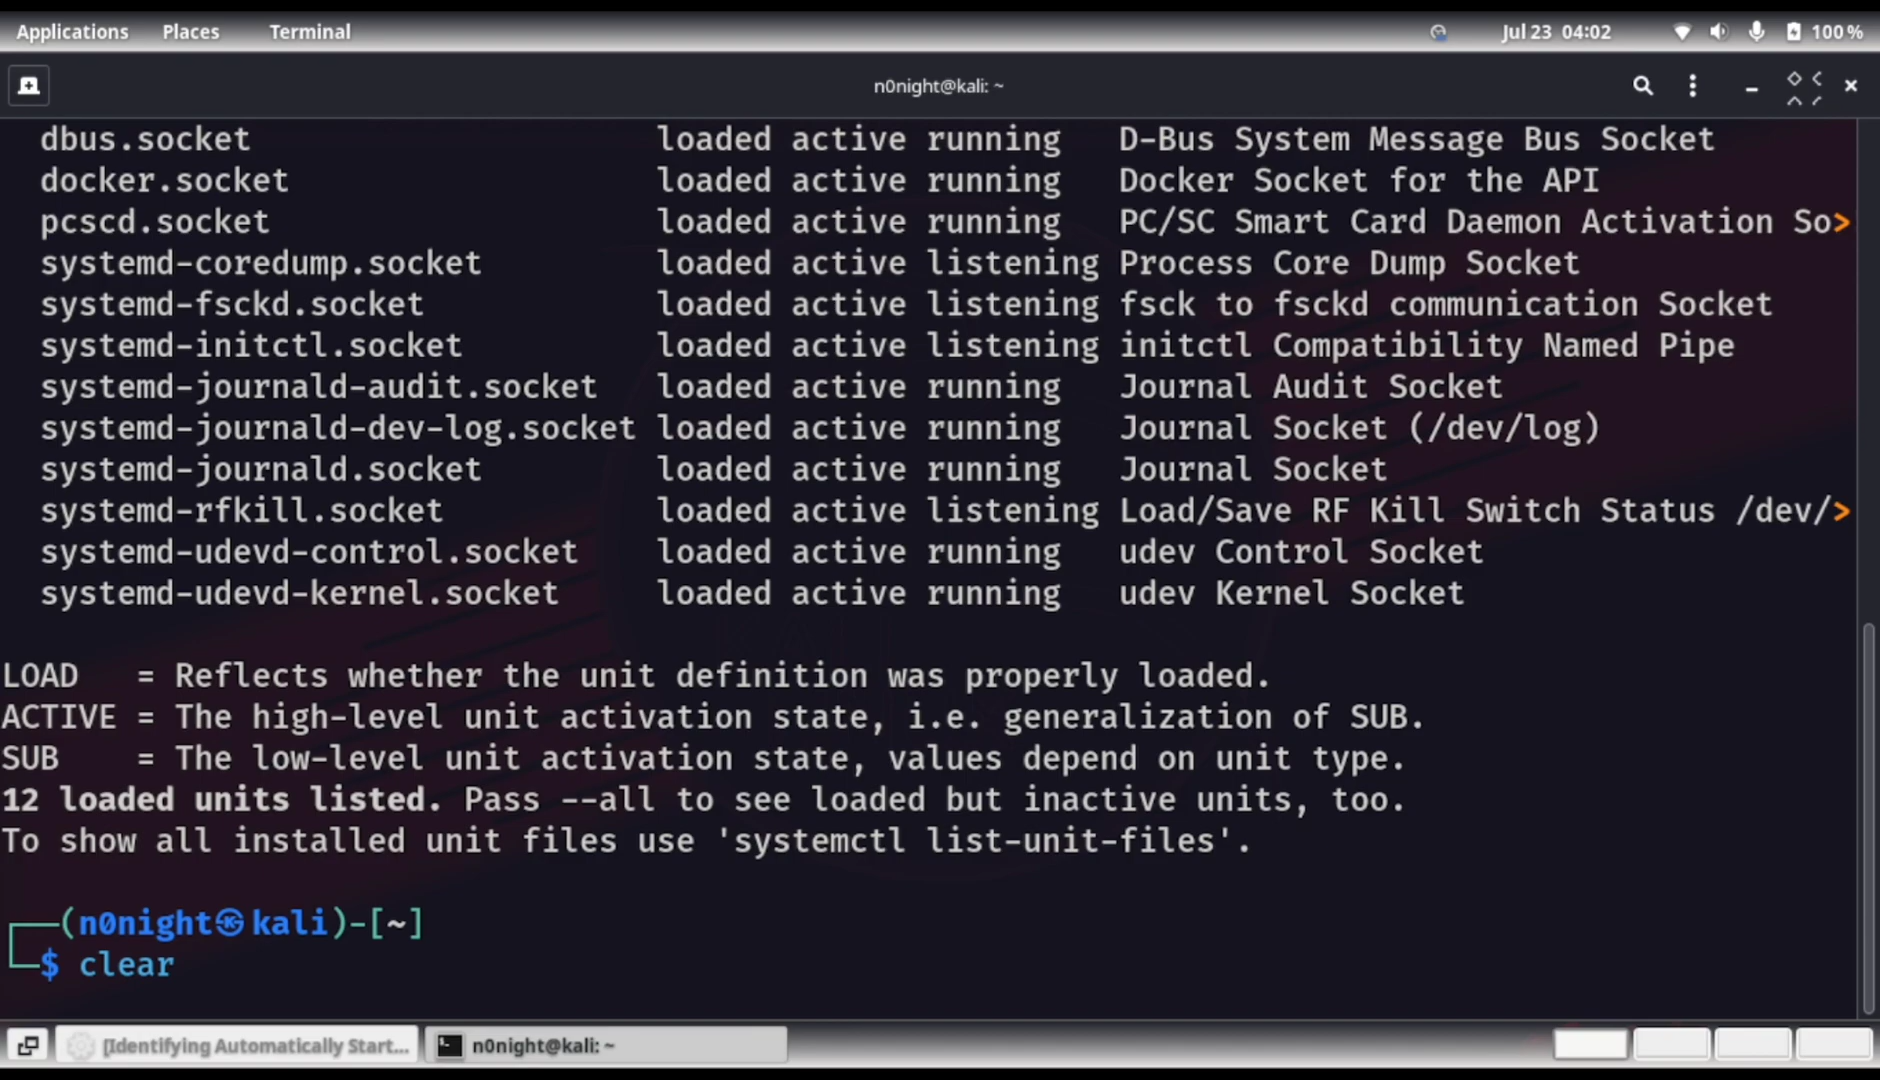 Applications Places Terminal Jul 23 04:02 100 %
n0night@kali: ~
dbus.socket loaded active running D-Bus System Message Bus Socket
docker.socket loaded active running Docker Socket for the API
pcscd.socket loaded active running PC/SC Smart Card Daemon Activation So>
systemd-coredump.socket loaded active listening Process Core Dump Socket
systemd-fsckd.socket loaded active listening fsck to fsckd communication Socket
systemd-initctl.socket loaded active listening initctl Compatibility Named Pipe
systemd-journald-audit.socket loaded active running Journal Audit Socket
systemd-journald-dev-log.socket loaded active running Journal Socket (/dev/log)
systemd-journald.socket loaded active running Journal Socket
systemd-rfkill.socket loaded active listening Load/Save RF Kill Switch Status /dev/>
systemd-udevd-control.socket loaded active running udev Control Socket
systemd-udevd-kernel.socket loaded active running udev Kernel Socket
LOAD = Reflects whether the unit definition was properly loaded.
ACTIVE = The high-level unit activation state, i.e. generalization of SUB.
SUB = The low-level unit activation state, values depend on unit type.
12 loaded units listed. Pass --all to see loaded but inactive units, too.
To show all installed unit files use 'systemctl list-unit-files'.
┌──(n0night㉿kali)-[~]
└─$ clear
[Identifying Automatically Start... n0night@kali: ~